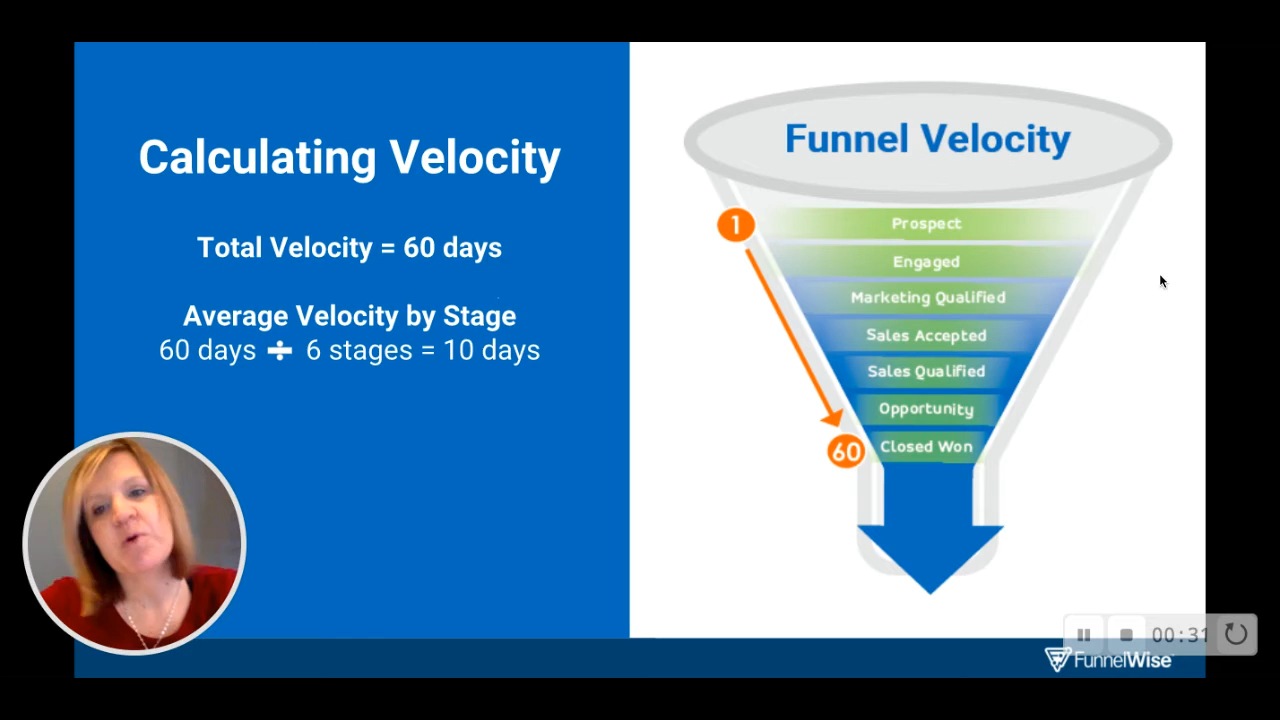 Calculating Velocity
Total Velocity = 60 days
Average Velocity by Stage
60 days ÷ 6 stages = 10 days
Funnel Velocity
1
Prospect
Engaged
Marketing Qualified
Sales Accepted
Sales Qualified
Opportunity
60
Closed Won
00:31
FunnelWise